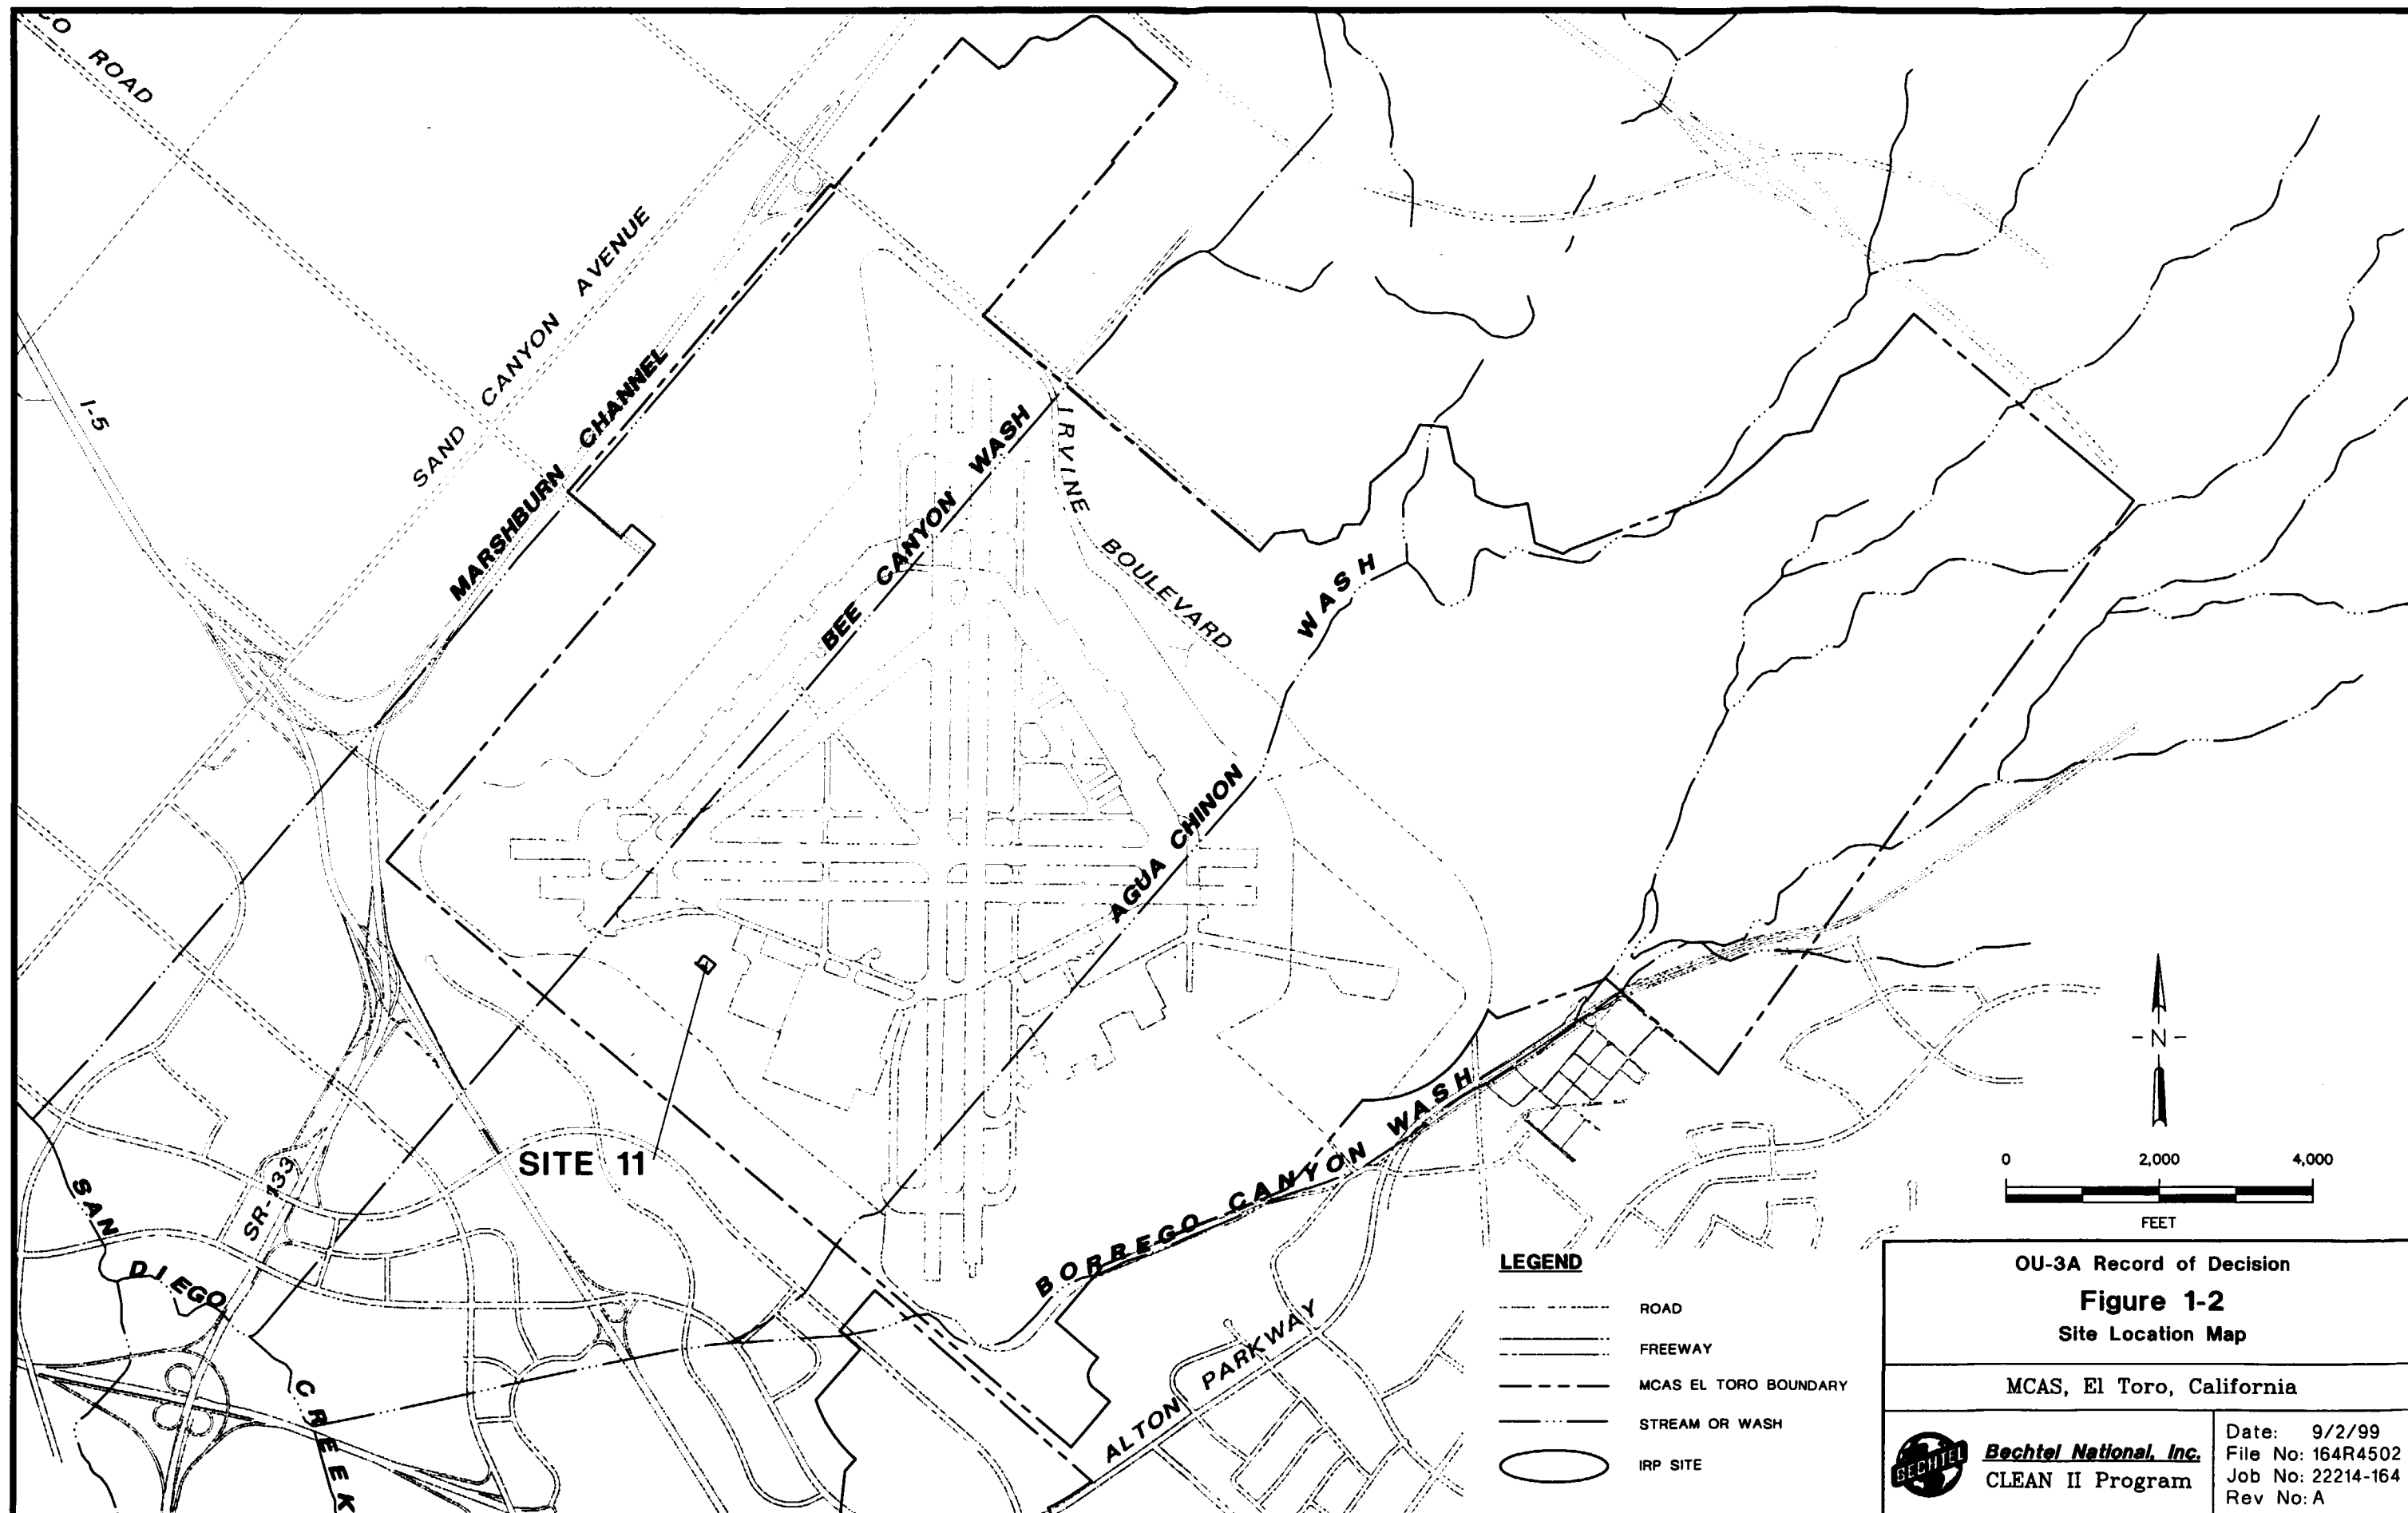 CO ROAD
I-5
SAND CANYON AVENUE
MARSHBURN CHANNEL
BEE CANYON WASH
IRVINE BOULEVARD
AGUA CHINON WASH
SITE 11
SAN DIEGO CREEK
SR-133
BORREGO CANYON WASH
ALTON PARKWAY
-N-
0 2,000 4,000
FEET
LEGEND
ROAD
FREEWAY
MCAS EL TORO BOUNDARY
STREAM OR WASH
IRP SITE
OU-3A Record of Decision
Figure 1-2
Site Location Map
MCAS, El Toro, California
BECHTEL
Bechtel National, Inc.
CLEAN II Program
Date: 9/2/99
File No: 164R4502
Job No: 22214-164
Rev No: A